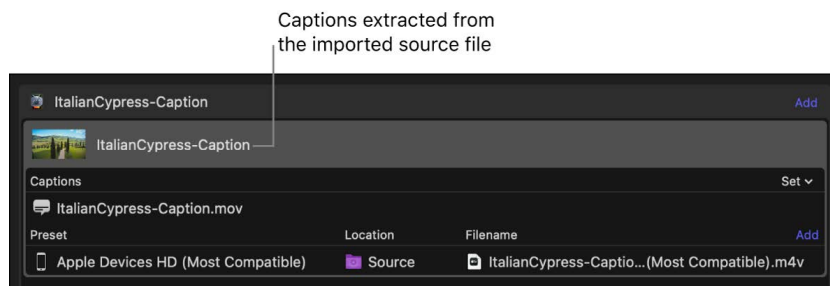 Captions extracted from
the imported source file
ItalianCypress-Caption Add
ItalianCypress-Caption
Captions Set
ItalianCypress-Caption.mov
Preset Location Filename Add
Apple Devices HD (Most Compatible) Source ItalianCypress-Captio...(Most Compatible).m4v